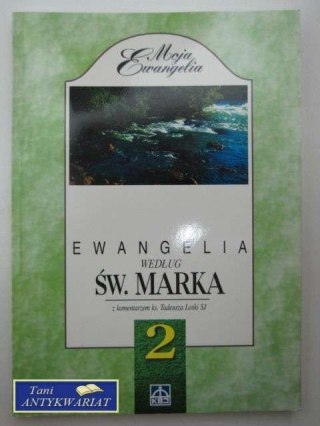 Moja
Ewangelia
EWANGELIA
WEDŁUG
ŚW. MARKA
z komentarzem ks. Tadeusza Loski SJ
2
Tani
ANTYKWARIAT